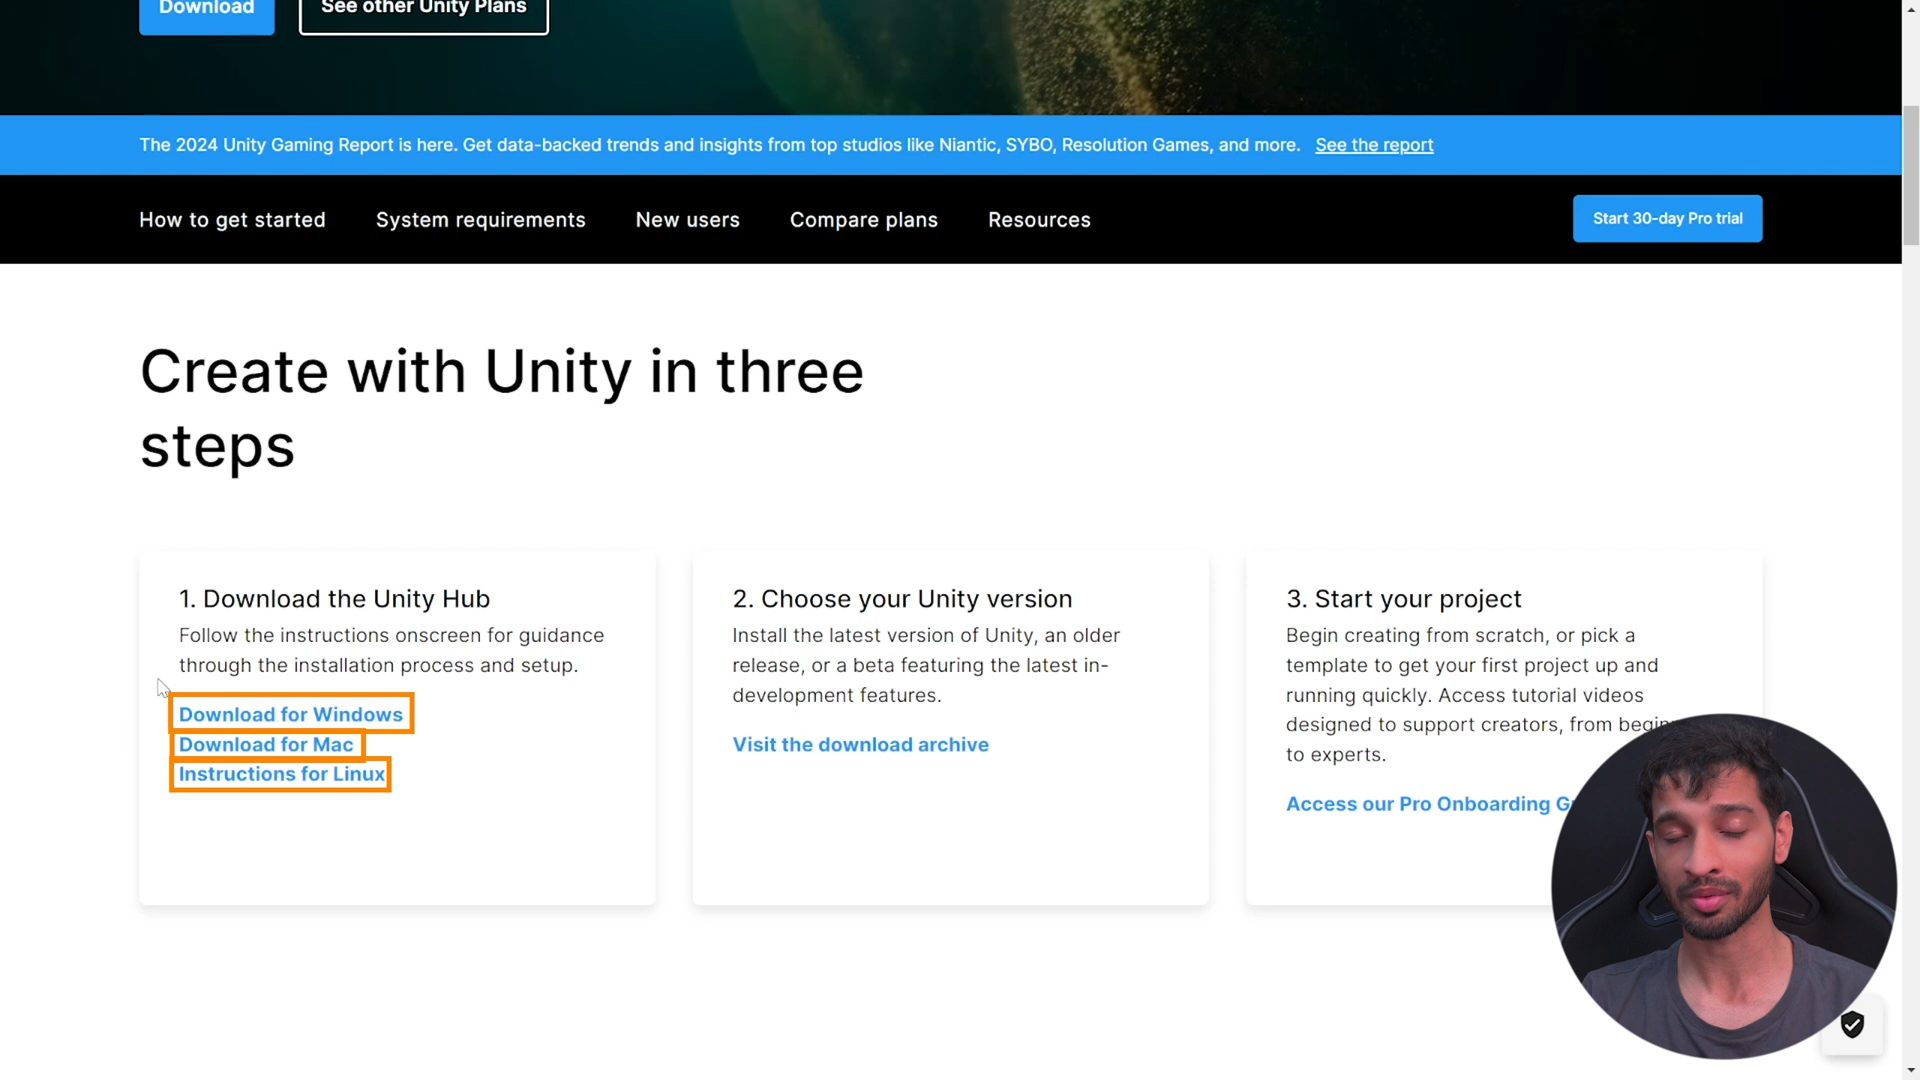 Download
See other Unity Plans
The 2024 Unity Gaming Report is here. Get data-backed trends and insights from top studios like Niantic, SYBO, Resolution Games, and more. See the report
How to get started
System requirements
New users
Compare plans
Resources
Start 30-day Pro trial
Create with Unity in three
steps
1. Download the Unity Hub
Follow the instructions onscreen for guidance
through the installation process and setup.
Download for Windows
Download for Mac
Instructions for Linux
2. Choose your Unity version
Install the latest version of Unity, an older
release, or a beta featuring the latest in-
development features.
Visit the download archive
3. Start your project
Begin creating from scratch, or pick a
template to get your first project up and
running quickly. Access tutorial videos
designed to support creators, from
to experts.
Access our Pro Onboarding